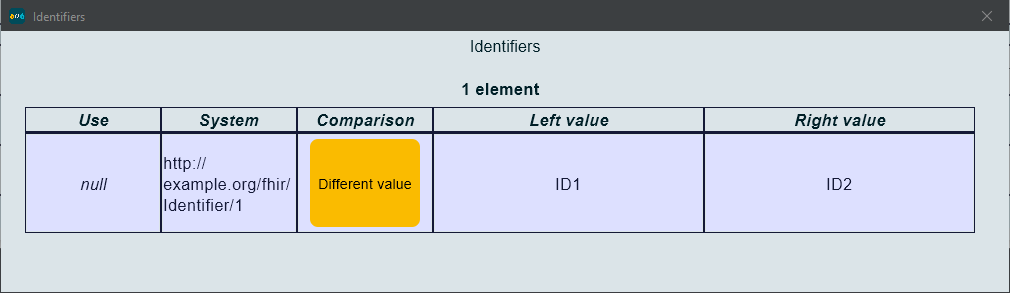 Identifiers
Identifiers
1 element
Use System Comparison Left value Right value
null http://
example.org/fhir/
Identifier/1 Different value ID1 ID2